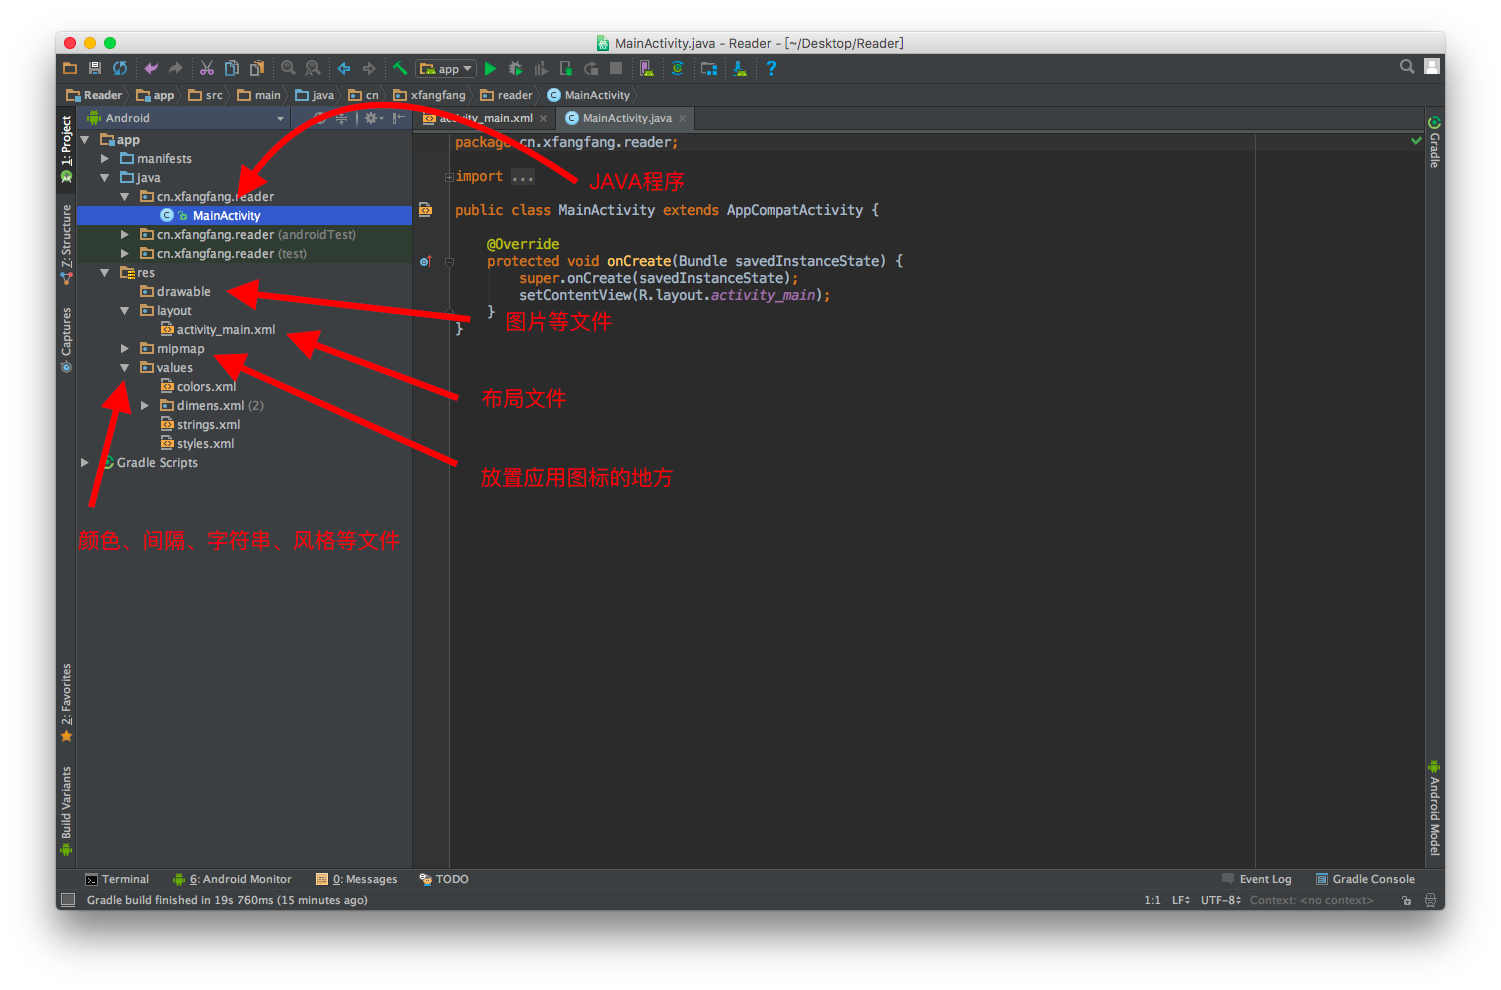 MainActivity.java - Reader - [~/Desktop/Reader]
app
Reader app src main java cn xfangfang reader MainActivity
Android
activity_main.xml MainActivity.java
1: Project
Z: Structure
Captures
2: Favorites
Build Variants
app
manifests
java
cn.xfangfang.reader
MainActivity
cn.xfangfang.reader (androidTest)
cn.xfangfang.reader (test)
res
drawable
layout
activity_main.xml
mipmap
values
colors.xml
dimens.xml (2)
strings.xml
styles.xml
Gradle Scripts
颜色、间隔、字符串、风格等文件
package cn.xfangfang.reader;
import ...
JAVA程序
public class MainActivity extends AppCompatActivity {
@Override
protected void onCreate(Bundle savedInstanceState) {
super.onCreate(savedInstanceState);
setContentView(R.layout.activity_main);
}
图片等文件
}
布局文件
放置应用图标的地方
Gradle
Android Model
Terminal 6: Android Monitor 0: Messages TODO Event Log Gradle Console
Gradle build finished in 19s 760ms (15 minutes ago) 1:1 LF UTF-8 Context: <no context>